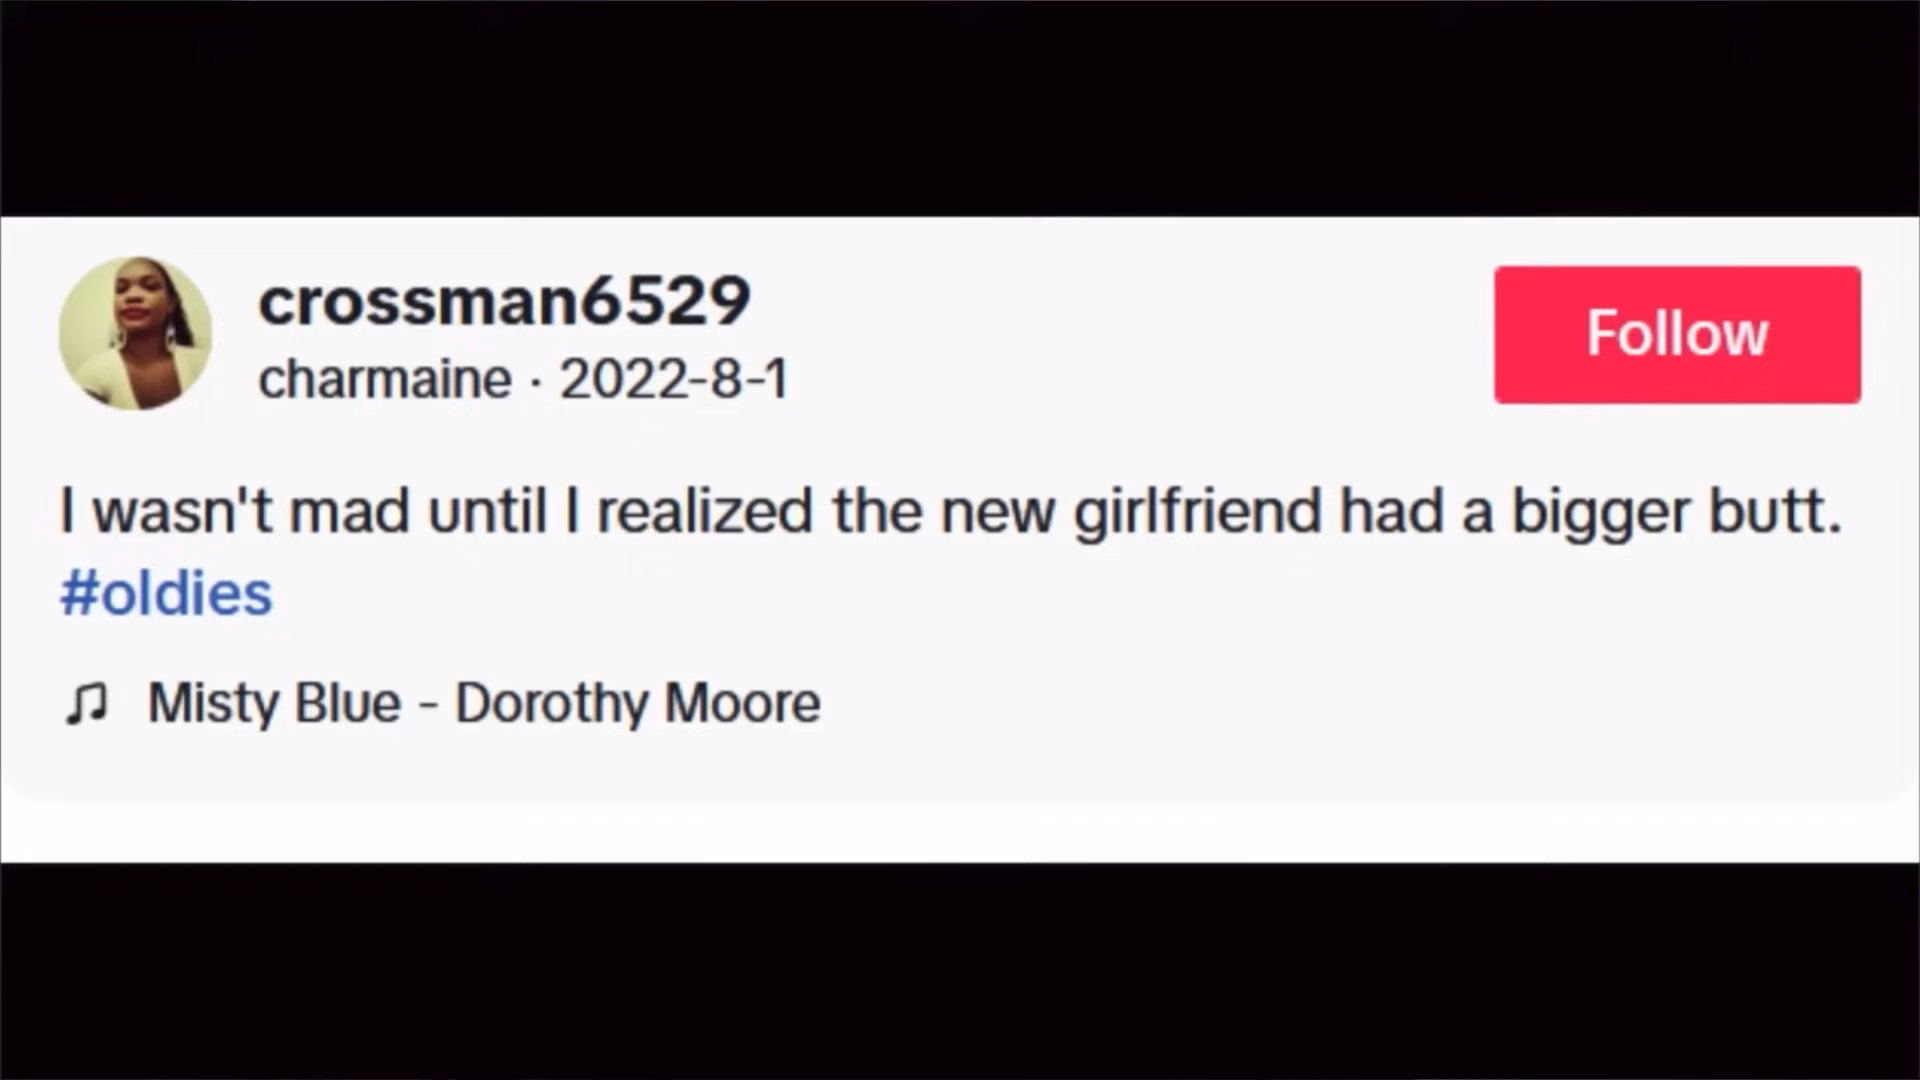 crossman6529
charmaine · 2022-8-1
Follow
I wasn't mad until I realized the new girlfriend had a bigger butt.
#oldies
Misty Blue - Dorothy Moore